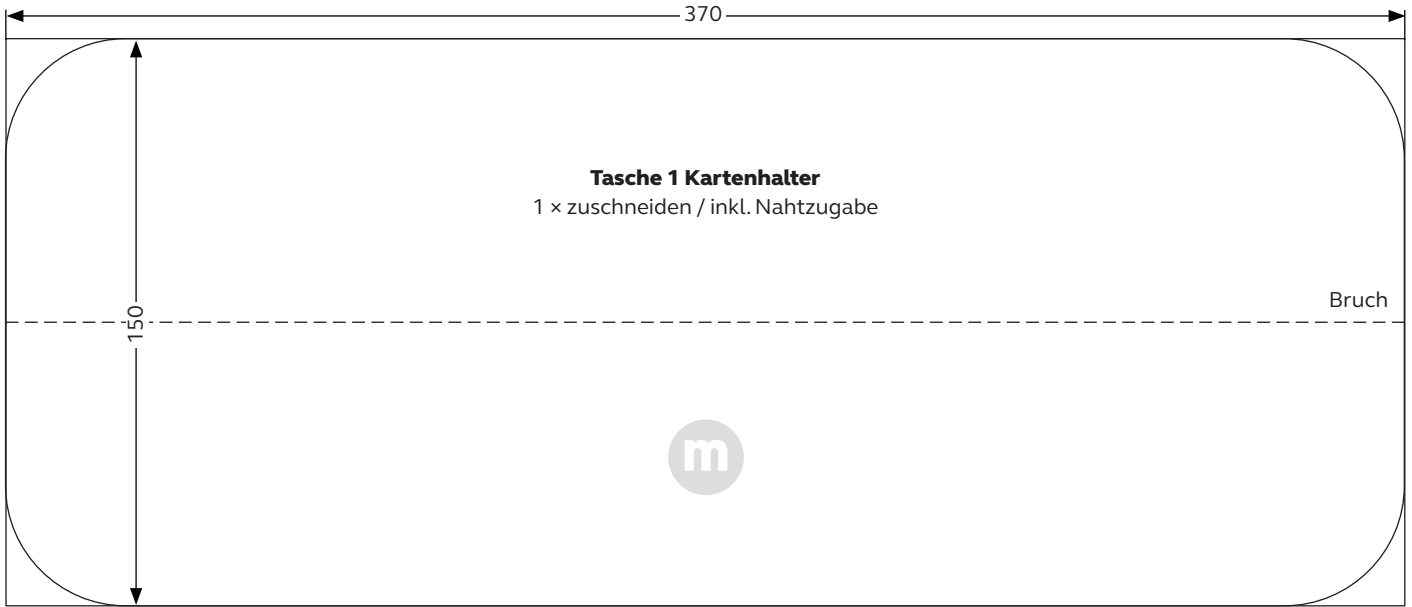 370
Tasche 1 Kartenhalter
1 × zuschneiden / inkl. Nahtzugabe
Bruch
150
m